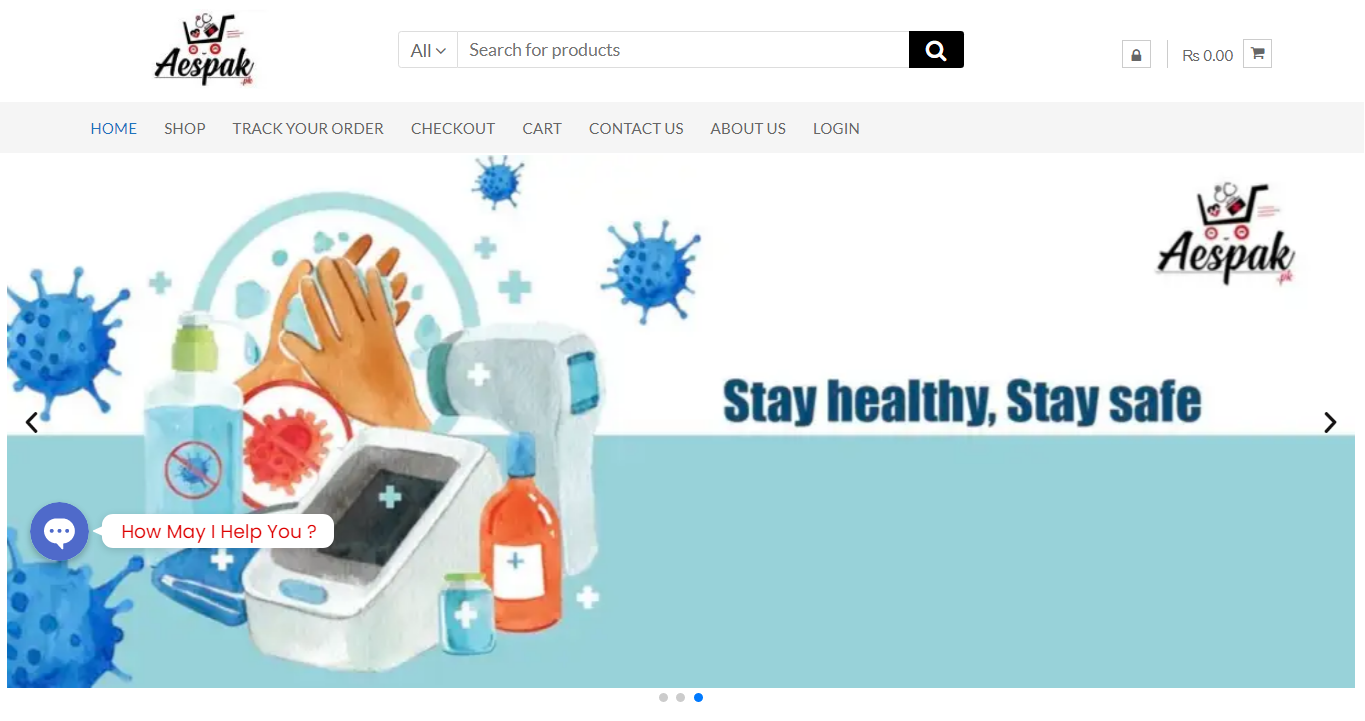 Aespak
.pk
All
Search for products
₨ 0.00
HOME
SHOP
TRACK YOUR ORDER
CHECKOUT
CART
CONTACT US
ABOUT US
LOGIN
Aespak
.pk
Stay healthy, Stay safe
How May I Help You ?